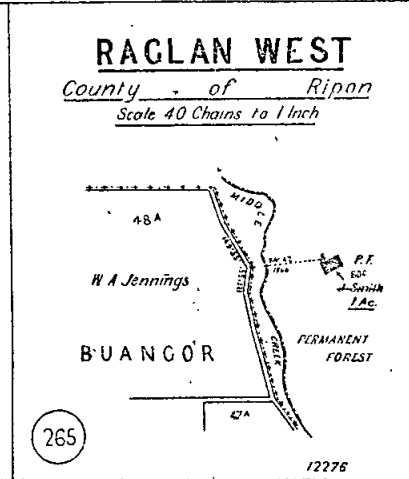 RAGLAN WEST
County of Ripon
Scale 40 Chains to 1 Inch
MIDDLE
48A
P.F.
J. Smith
1 Ac.
W A Jennings
BUANGOR
CREEK
PERMANENT
FOREST
47A
265
12276